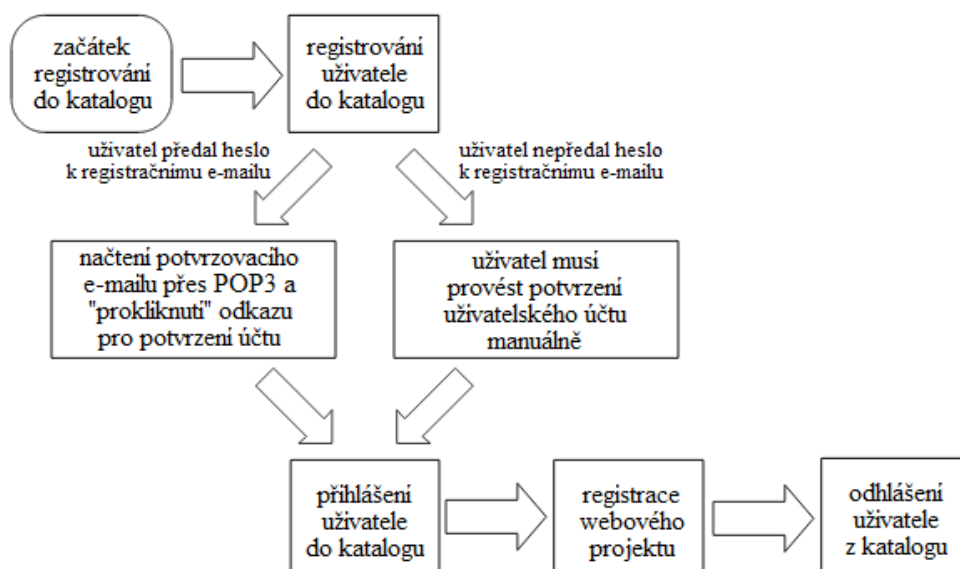 začátek
registrování
do katalogu
registrování
uživatele
do katalogu
uživatel předal heslo
k registračnímu e-mailu
uživatel nepředal heslo
k registračnímu e-mailu
načtení potvrzovacího
e-mailu přes POP3 a
"prokliknutí" odkazu
pro potvrzení účtu
uživatel musí
provést potvrzení
uživatelského účtu
manuálně
přihlášení
uživatele
do katalogu
registrace
webového
projektu
odhlášení
uživatele
z katalogu